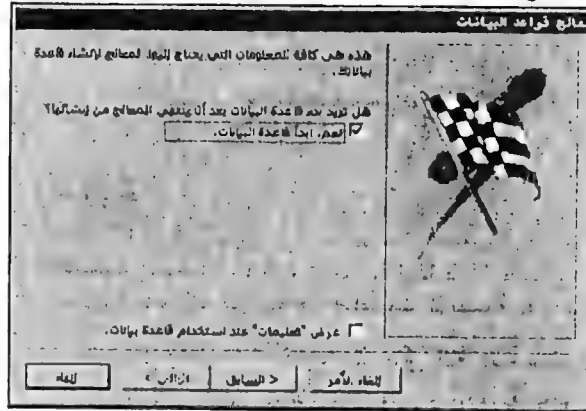 معالج قواعد البيانات
هذه هي كافة المعلومات التي يحتاج إليها المعالج لإنشاء قاعدة
بياناتك.
هل تريد بدء قاعدة البيانات بعد أن ينتهي المعالج من إنشائها؟
نعم، ابدأ قاعدة البيانات.
عرض "تعليمات" عند استخدام قاعدة بيانات.
إلغاء الأمر
< السابق
التالي >
إنهاء